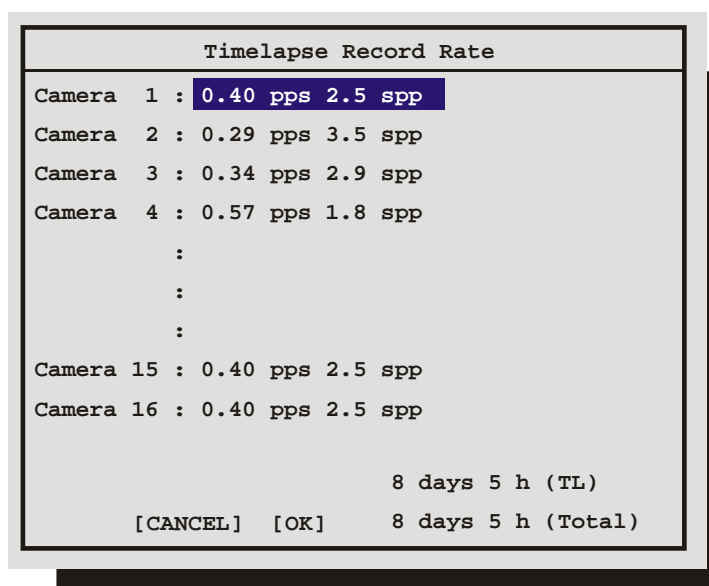 Timelapse Record Rate
Camera 1 : 0.40 pps 2.5 spp
Camera 2 : 0.29 pps 3.5 spp
Camera 3 : 0.34 pps 2.9 spp
Camera 4 : 0.57 pps 1.8 spp
:
:
:
Camera 15 : 0.40 pps 2.5 spp
Camera 16 : 0.40 pps 2.5 spp
8 days 5 h (TL)
[CANCEL] [OK] 8 days 5 h (Total)